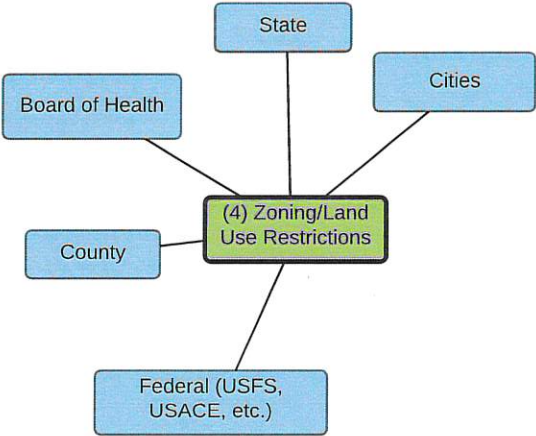 State
Cities
Board of Health
(4) Zoning/Land
Use Restrictions
County
Federal (USFS,
USACE, etc.)